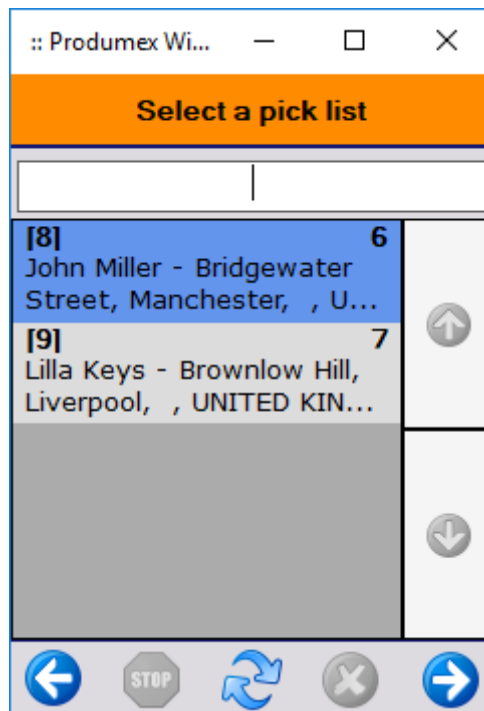 :: Produmex Wi...
Select a pick list
[8] 6
John Miller - Bridgewater
Street, Manchester, , U...
[9] 7
Lilla Keys - Brownlow Hill,
Liverpool, , UNITED KIN...
STOP